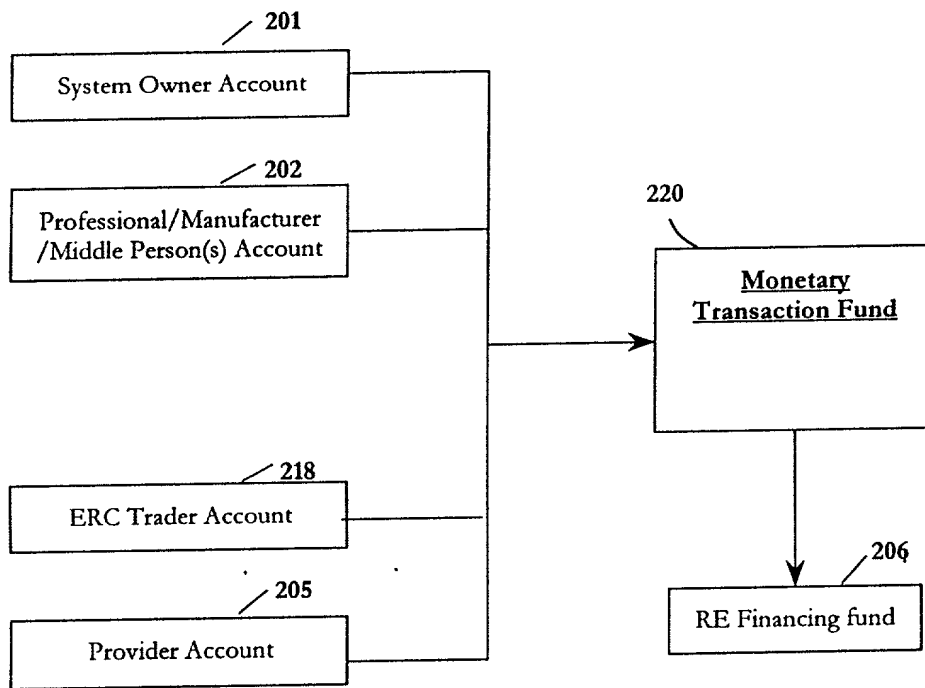 201
System Owner Account
202
Professional/Manufacturer
/Middle Person(s) Account
220
Monetary
Transaction Fund
218
ERC Trader Account
206
RE Financing fund
205
Provider Account